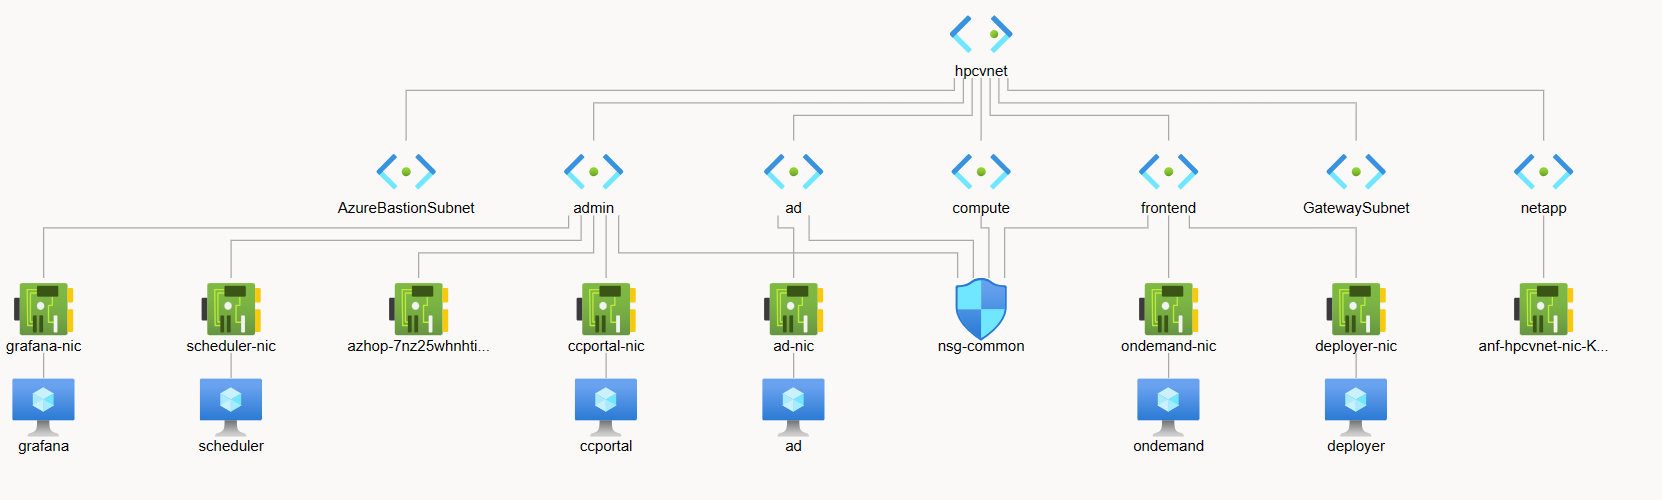 hpcvnet
AzureBastionSubnet
admin
ad
compute
frontend
GatewaySubnet
netapp
grafana-nic
scheduler-nic
azhop-7nz25whnhti...
ccportal-nic
ad-nic
nsg-common
ondemand-nic
deployer-nic
anf-hpcvnet-nic-K...
grafana
scheduler
ccportal
ad
ondemand
deployer